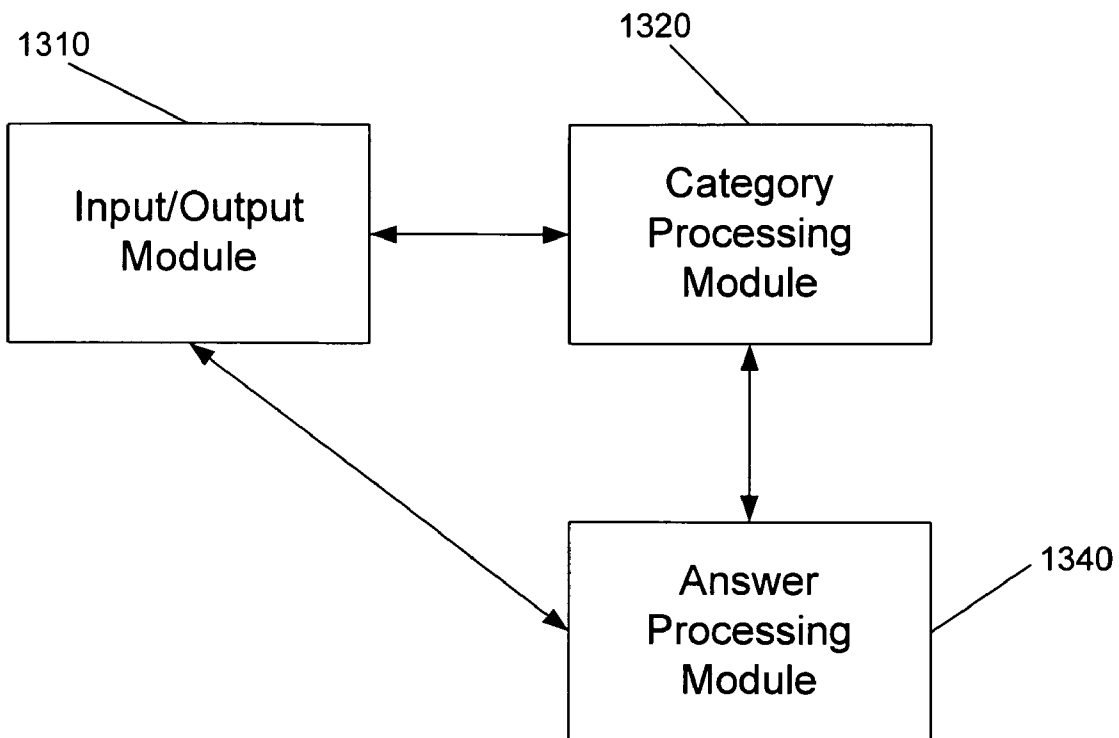 1310
1320
Input/Output
Module
Category
Processing
Module
1340
Answer
Processing
Module